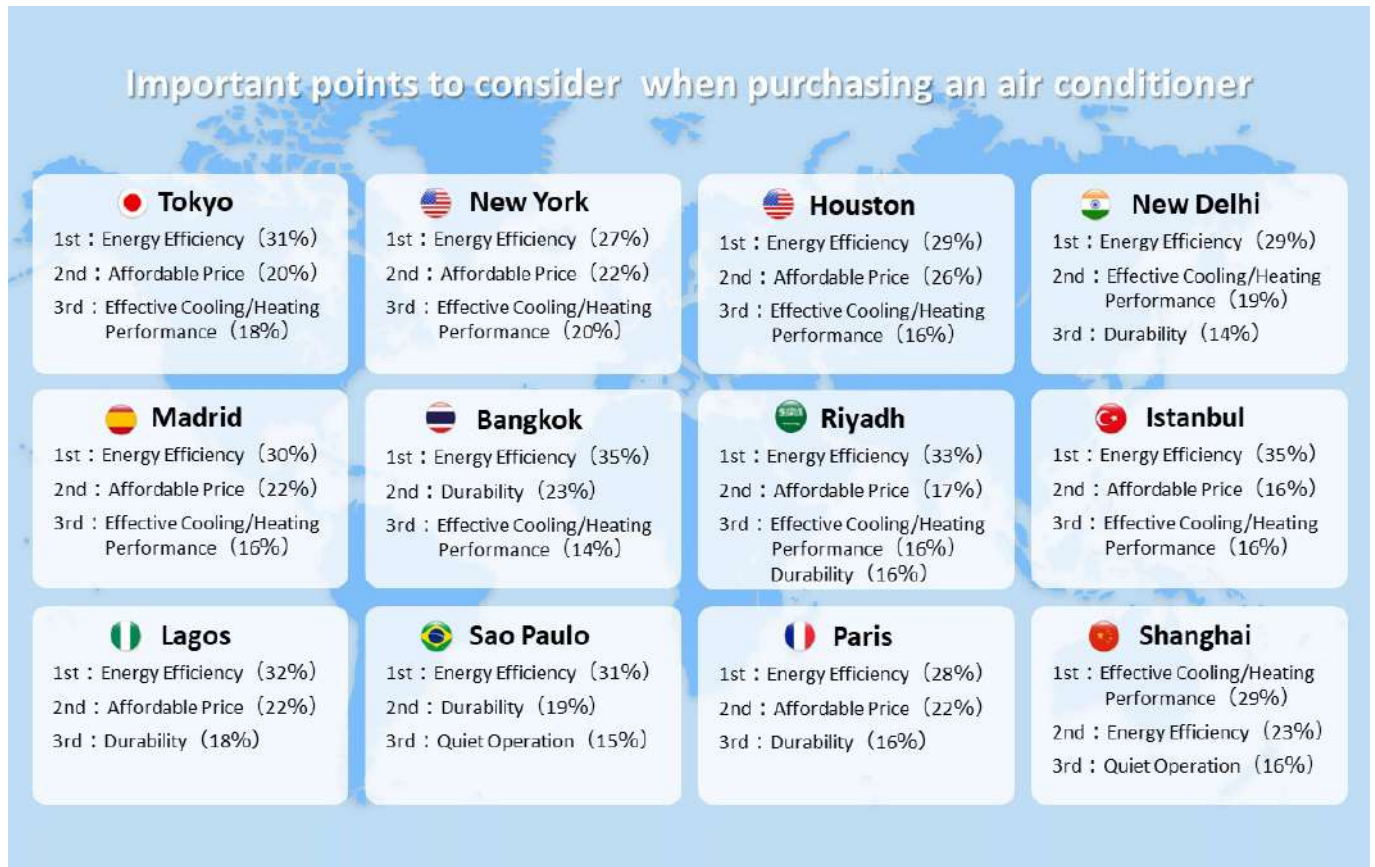 Important points to consider when purchasing an air conditioner
Tokyo
1st：Energy Efficiency（31%）
2nd：Affordable Price（20%）
3rd：Effective Cooling/Heating
Performance（18%）
New York
1st：Energy Efficiency（27%）
2nd：Affordable Price（22%）
3rd：Effective Cooling/Heating
Performance（20%）
Houston
1st：Energy Efficiency（29%）
2nd：Affordable Price（26%）
3rd：Effective Cooling/Heating
Performance（16%）
New Delhi
1st：Energy Efficiency（29%）
2nd：Effective Cooling/Heating
Performance（19%）
3rd：Durability（14%）
Madrid
1st：Energy Efficiency（30%）
2nd：Affordable Price（22%）
3rd：Effective Cooling/Heating
Performance（16%）
Bangkok
1st：Energy Efficiency（35%）
2nd：Durability（23%）
3rd：Effective Cooling/Heating
Performance（14%）
Riyadh
1st：Energy Efficiency（33%）
2nd：Affordable Price（17%）
3rd：Effective Cooling/Heating
Performance（16%）
Durability（16%）
Istanbul
1st：Energy Efficiency（35%）
2nd：Affordable Price（16%）
3rd：Effective Cooling/Heating
Performance（16%）
Lagos
1st：Energy Efficiency（32%）
2nd：Affordable Price（22%）
3rd：Durability（18%）
Sao Paulo
1st：Energy Efficiency（31%）
2nd：Durability（19%）
3rd：Quiet Operation（15%）
Paris
1st：Energy Efficiency（28%）
2nd：Affordable Price（22%）
3rd：Durability（16%）
Shanghai
1st：Effective Cooling/Heating
Performance（29%）
2nd：Energy Efficiency（23%）
3rd：Quiet Operation（16%）